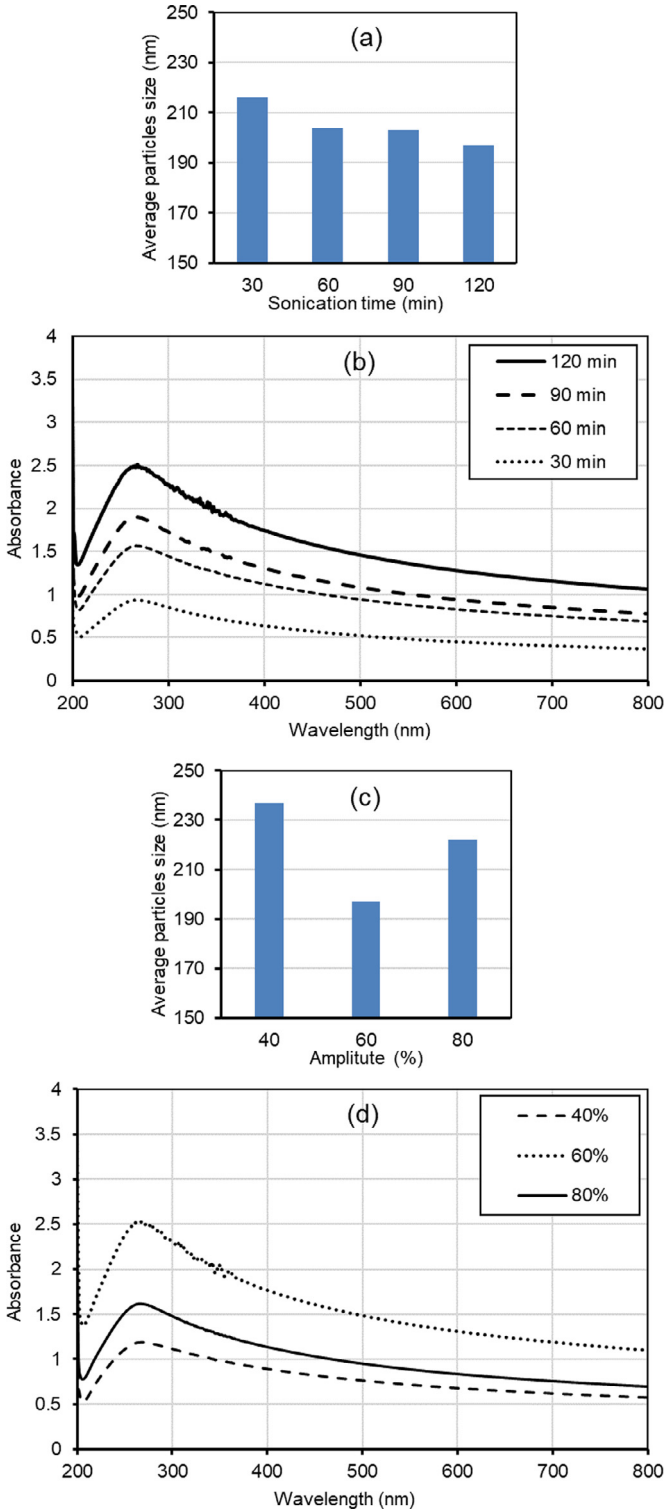 (a)
Average particles size (nm)
250
230
210
190
170
150
30 60 90 120
Sonication time (min)
(b)
Absorbance
4
3.5
3
2.5
2
1.5
1
0.5
0
120 min
90 min
60 min
30 min
200 300 400 500 600 700 800
Wavelength (nm)
(c)
Average particles size (nm)
250
230
210
190
170
150
40 60 80
Amplitute (%)
(d)
Absorbance
4
3.5
3
2.5
2
1.5
1
0.5
0
40%
60%
80%
200 300 400 500 600 700 800
Wavelength (nm)